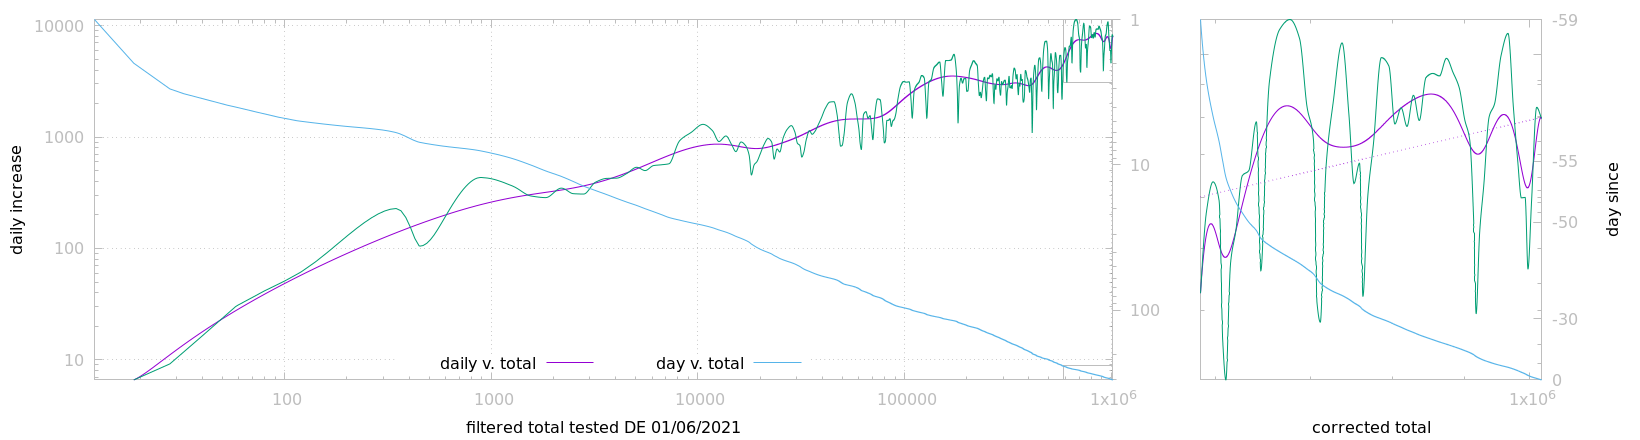 10000
1000
100
10
daily increase
100
1000
10000
100000
1x10^6
1
10
100
daily v. total
day v. total
filtered total tested DE 01/06/2021
-59
-55
-50
-30
0
day since
1x10^6
corrected total